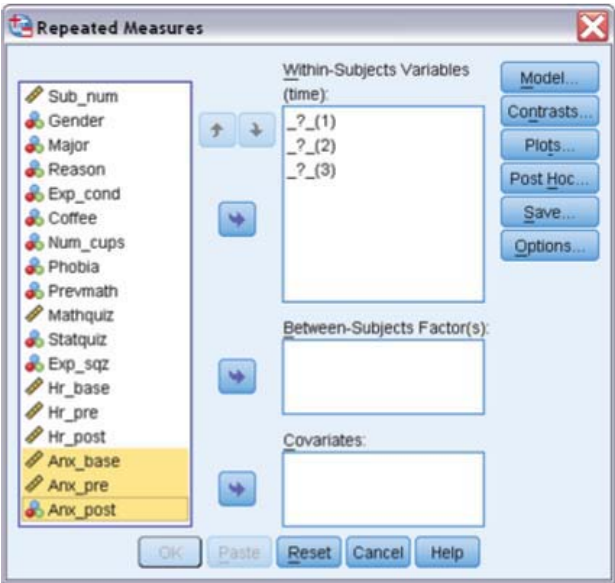 Repeated Measures
Sub_num
Gender
Major
Reason
Exp_cond
Coffee
Num_cups
Phobia
Prevmath
Mathquiz
Statquiz
Exp_sqz
Hr_base
Hr_pre
Hr_post
Anx_base
Anx_pre
Anx_post
Within-Subjects Variables
(time):
_?_(1)
_?_(2)
_?_(3)
Between-Subjects Factor(s):
Covariates:
Model...
Contrasts...
Plots...
Post Hoc...
Save...
Options...
OK Paste Reset Cancel Help